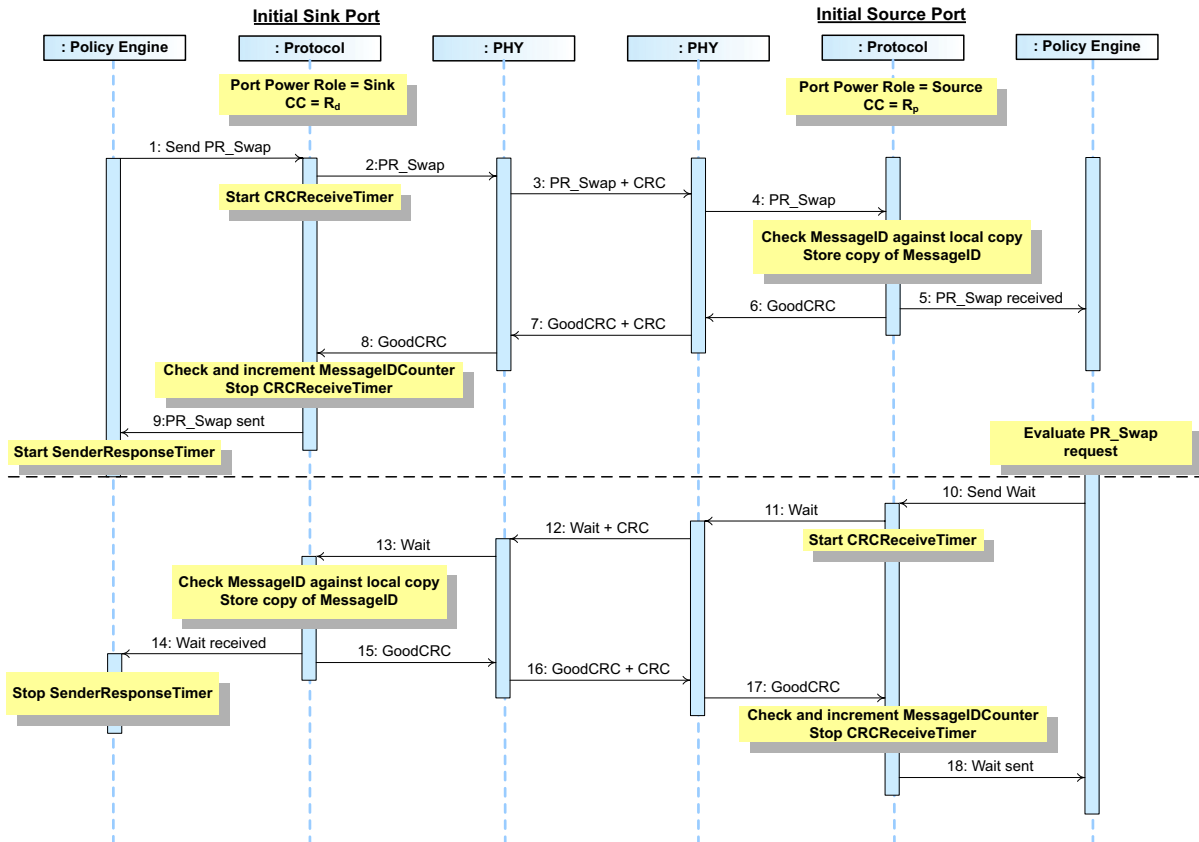 Initial Sink Port
Initial Source Port
: Policy Engine
: Protocol
: PHY
: PHY
: Protocol
: Policy Engine
Port Power Role = Sink
CC = Rd
Port Power Role = Source
CC = Rp
1: Send PR_Swap
2:PR_Swap
Start CRCReceiveTimer
3: PR_Swap + CRC
4: PR_Swap
Check MessageID against local copy
Store copy of MessageID
5: PR_Swap received
6: GoodCRC
7: GoodCRC + CRC
8: GoodCRC
Check and increment MessageIDCounter
Stop CRCReceiveTimer
9:PR_Swap sent
Start SenderResponseTimer
Evaluate PR_Swap
request
10: Send Wait
11: Wait
Start CRCReceiveTimer
12: Wait + CRC
13: Wait
Check MessageID against local copy
Store copy of MessageID
14: Wait received
15: GoodCRC
Stop SenderResponseTimer
16: GoodCRC + CRC
17: GoodCRC
Check and increment MessageIDCounter
Stop CRCReceiveTimer
18: Wait sent